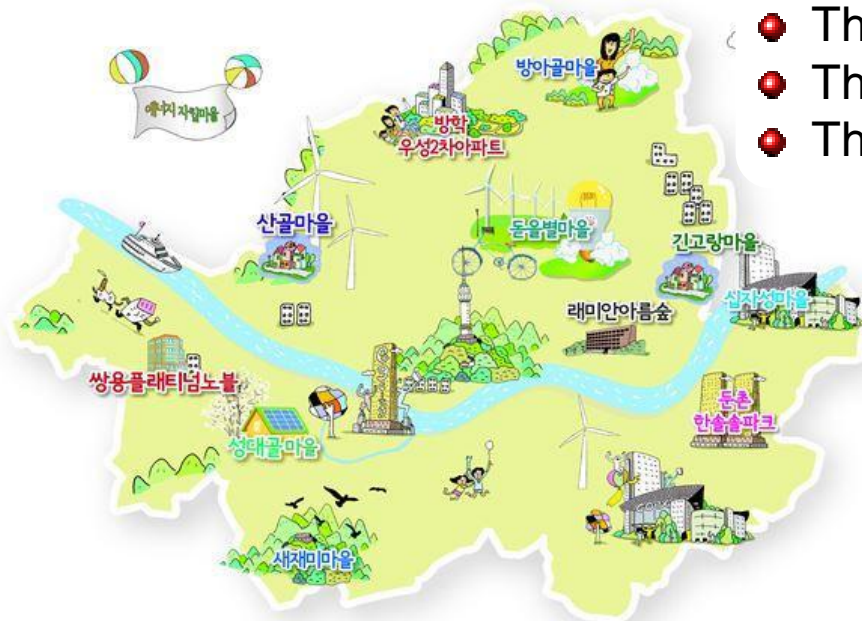 Th
Th
Th
에너지 자립마을
방아골마을
방학
우성2차아파트
산골마을
돋을볕마을
긴고랑마을
십자성마을
래미안아름숲
쌍용플래티넘노블
둔촌
한솔솔파크
성대골마을
새재미마을